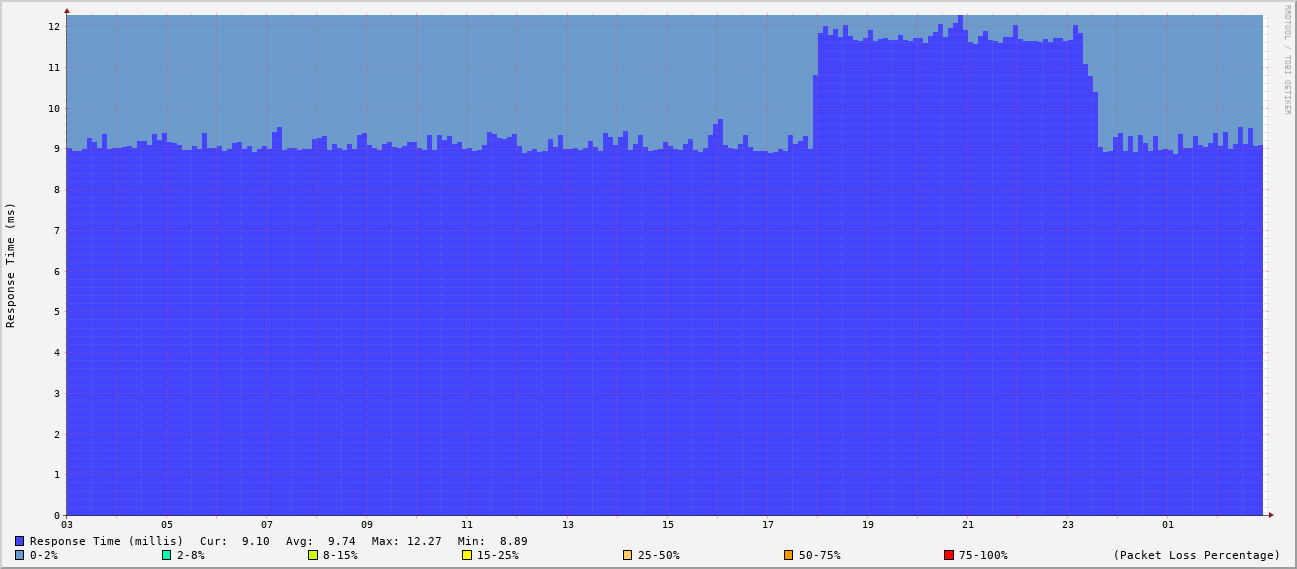 RRDTOOL / TOBI OETIKER
Response Time (ms)
12
11
10
9
8
7
6
5
4
3
2
1
0
03 05 07 09 11 13 15 17 19 21 23 01
Response Time (millis) Cur: 9.10 Avg: 9.74 Max: 12.27 Min: 8.89
0-2% 2-8% 8-15% 15-25% 25-50% 50-75% 75-100% (Packet Loss Percentage)